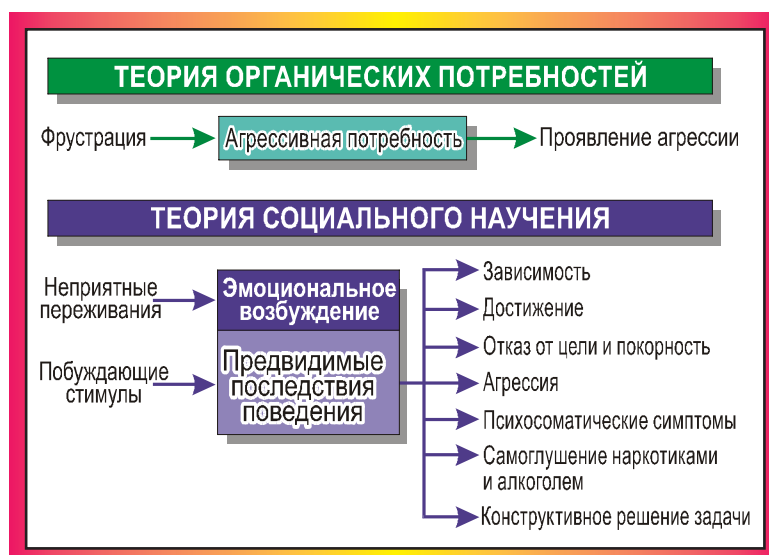 ТЕОРИЯ ОРГАНИЧЕСКИХ ПОТРЕБНОСТЕЙ
Фрустрация
Агрессивная потребность
Проявление агрессии
ТЕОРИЯ СОЦИАЛЬНОГО НАУЧЕНИЯ
Неприятные
переживания
Побуждающие
стимулы
Эмоциональное
возбуждение
Предвидимые
последствия
поведения
Зависимость
Достижение
Отказ от цели и покорность
Агрессия
Психосоматические симптомы
Самоглушение наркотиками
и алкоголем
Конструктивное решение задачи